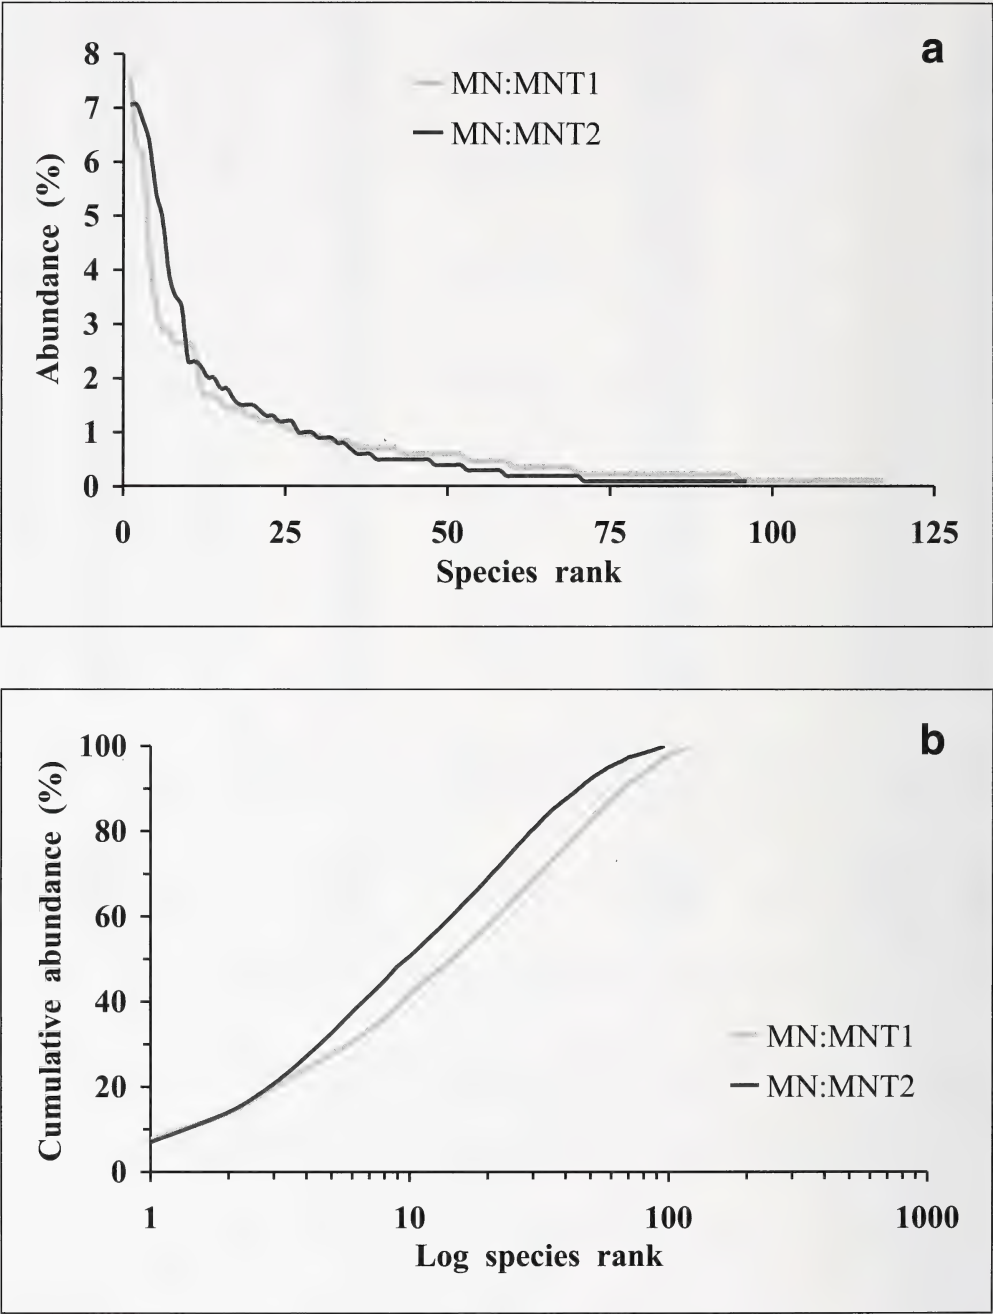 a
MN:MNT1
MN:MNT2
Abundance (%)
8
7
6
5
4
3
2
1
0
0 25 50 75 100 125
Species rank
b
Cumulative abundance (%)
100
80
60
40
20
0
MN:MNT1
MN:MNT2
1 10 100 1000
Log species rank